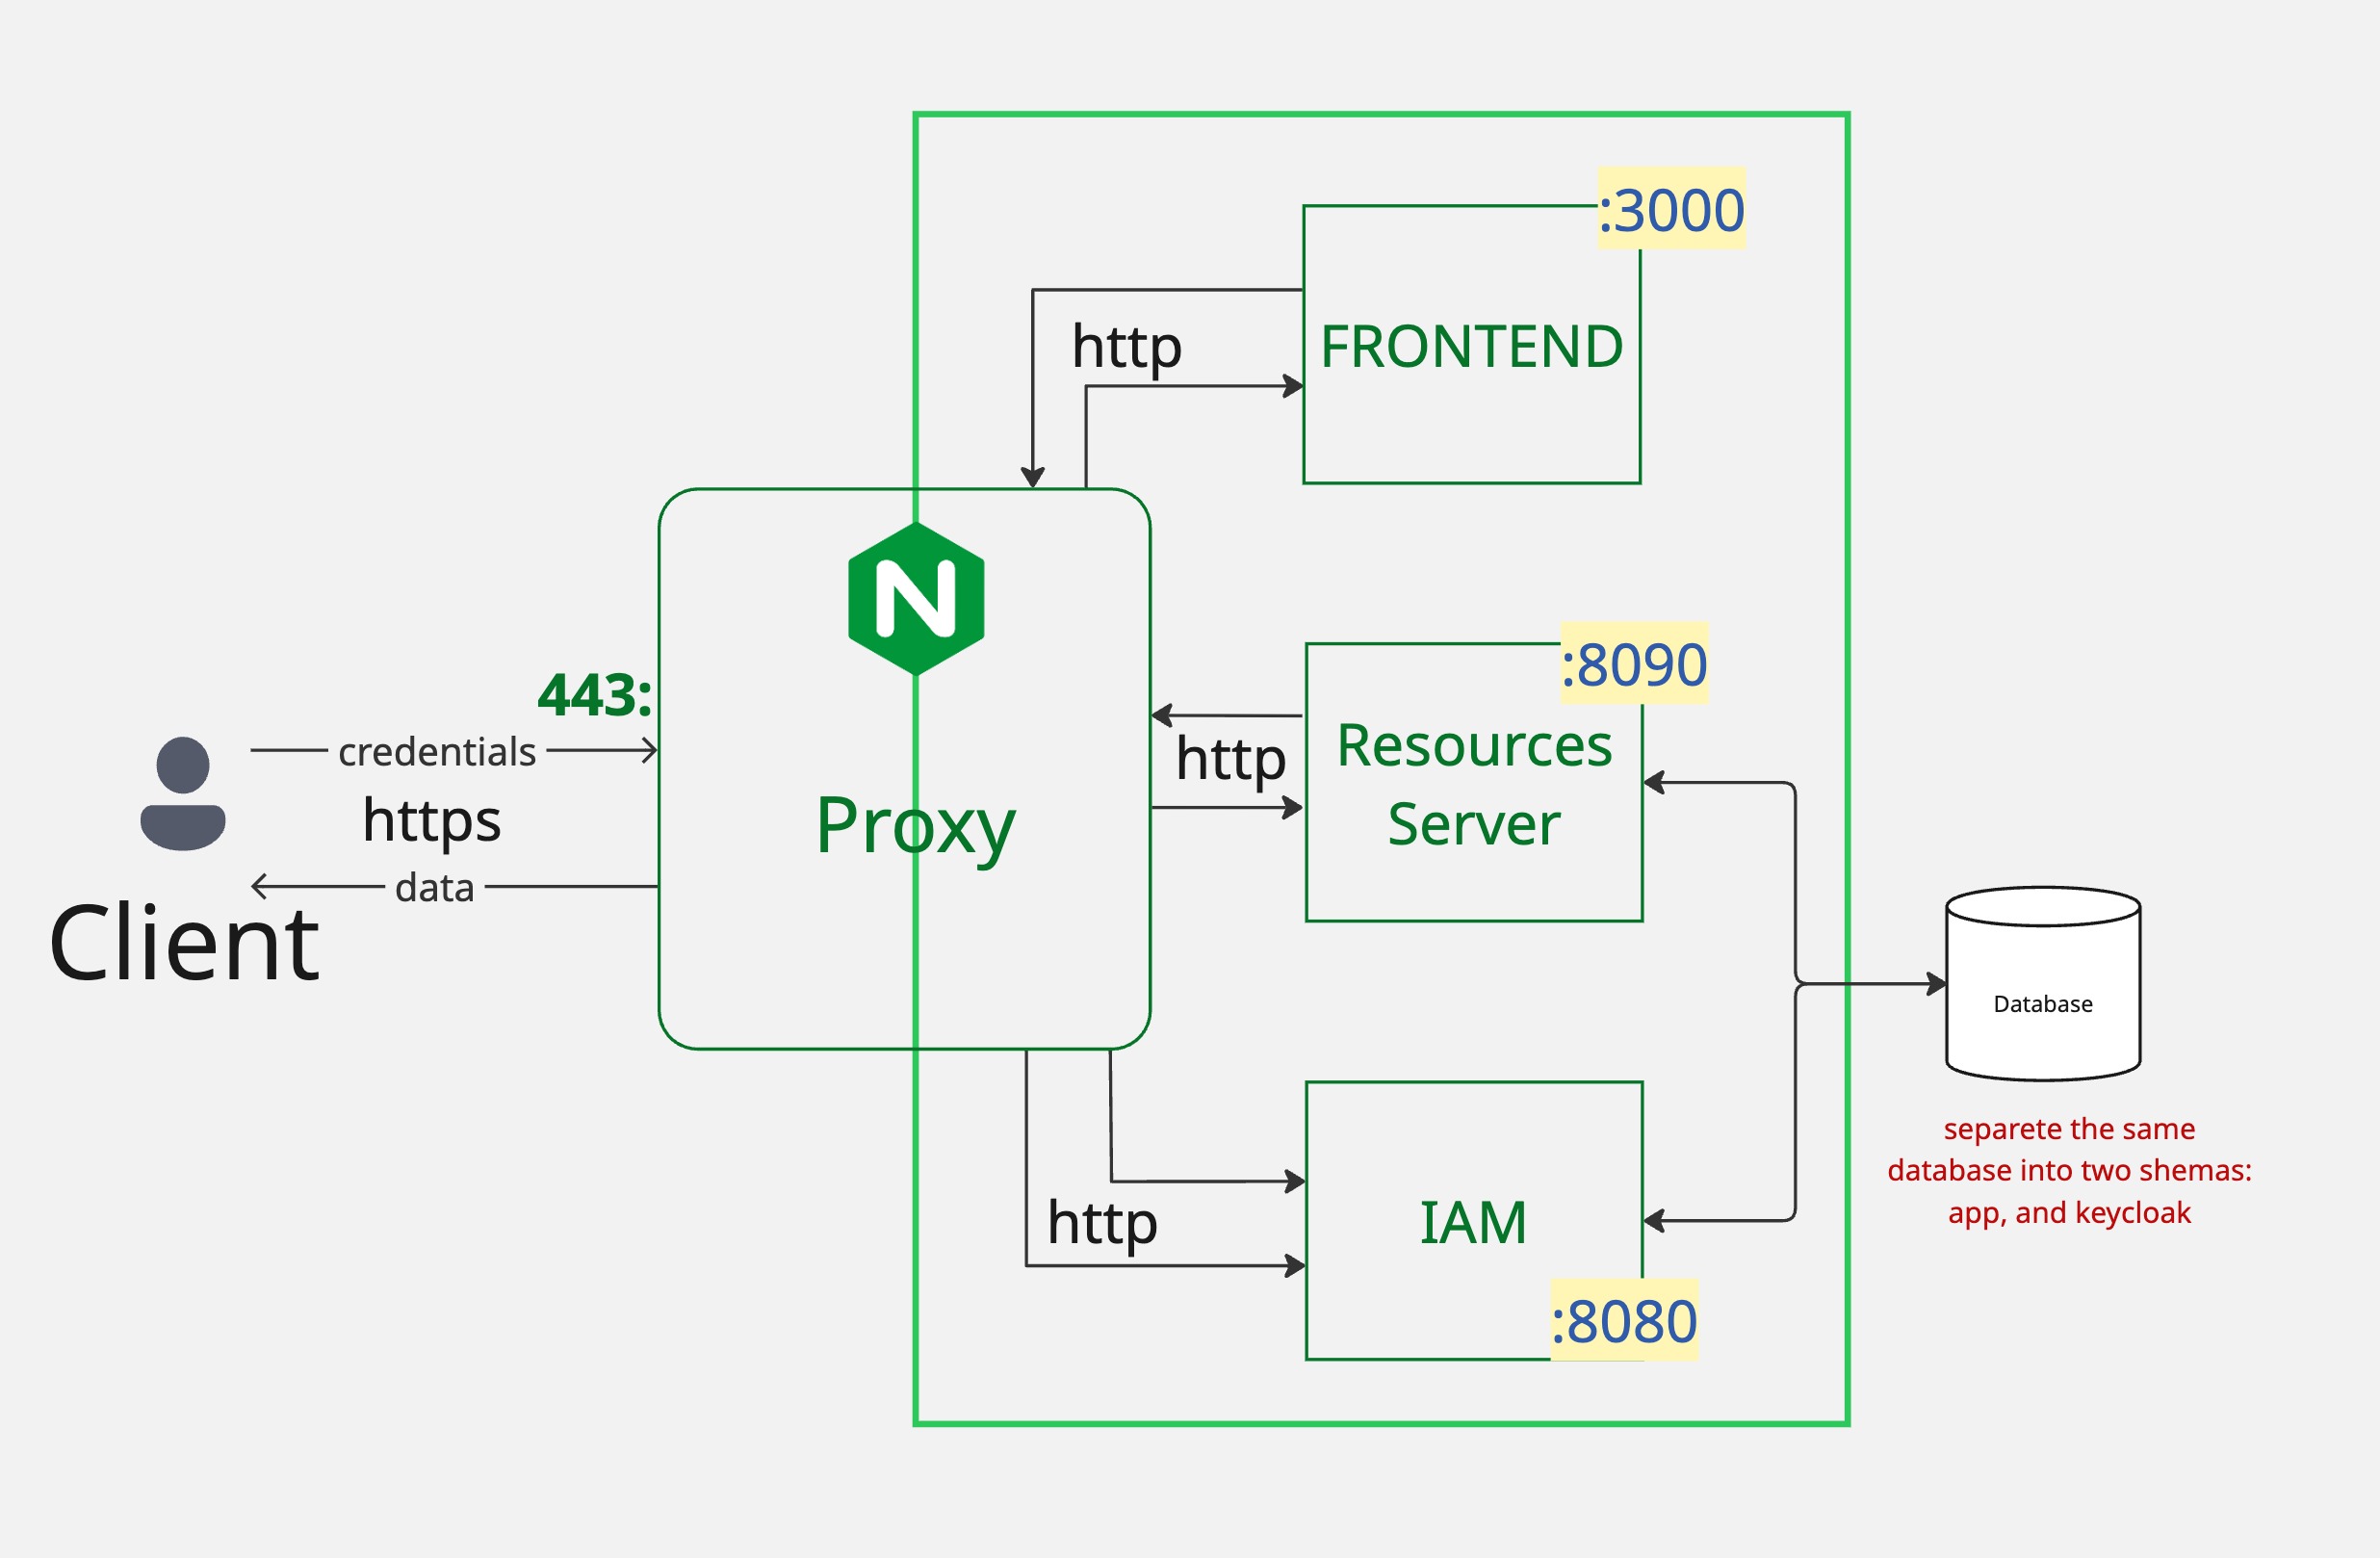 :3000
http
FRONTEND
N
443:
credentials
https
data
Client
Proxy
:8090
http
Resources
Server
Database
separete the same
database into two shemas:
app, and keycloak
http
IAM
:8080